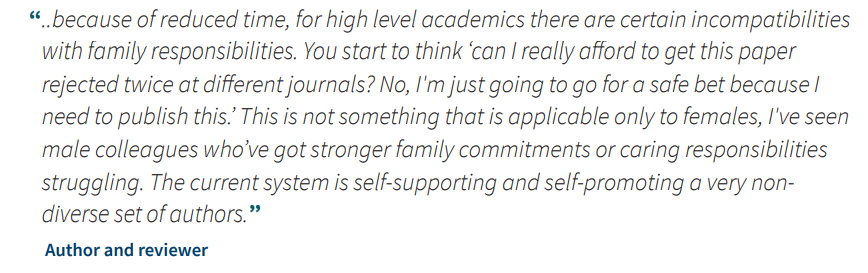 “..because of reduced time, for high level academics there are certain incompatibilities
with family responsibilities. You start to think ‘can I really afford to get this paper
rejected twice at different journals? No, I'm just going to go for a safe bet because I
need to publish this.’ This is not something that is applicable only to females, I've seen
male colleagues who’ve got stronger family commitments or caring responsibilities
struggling. The current system is self-supporting and self-promoting a very non-
diverse set of authors.”
Author and reviewer